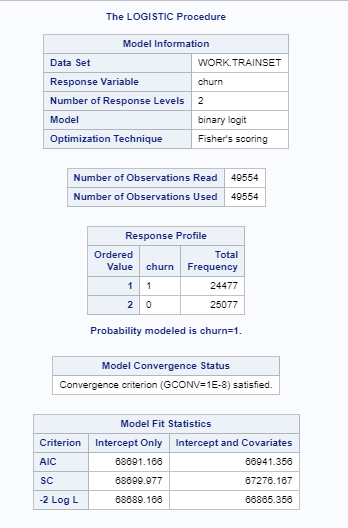 The LOGISTIC Procedure
Model Information
Data Set WORK.TRAINSET
Response Variable churn
Number of Response Levels 2
Model binary logit
Optimization Technique Fisher's scoring
Number of Observations Read 49554
Number of Observations Used 49554
Response Profile
Ordered Value churn Total Frequency
1 1 24477
2 0 25077
Probability modeled is churn=1.
Model Convergence Status
Convergence criterion (GCONV=1E-8) satisfied.
Model Fit Statistics
Criterion Intercept Only Intercept and Covariates
AIC 68691.166 66941.356
SC 68699.977 67276.167
-2 Log L 68689.166 66865.356